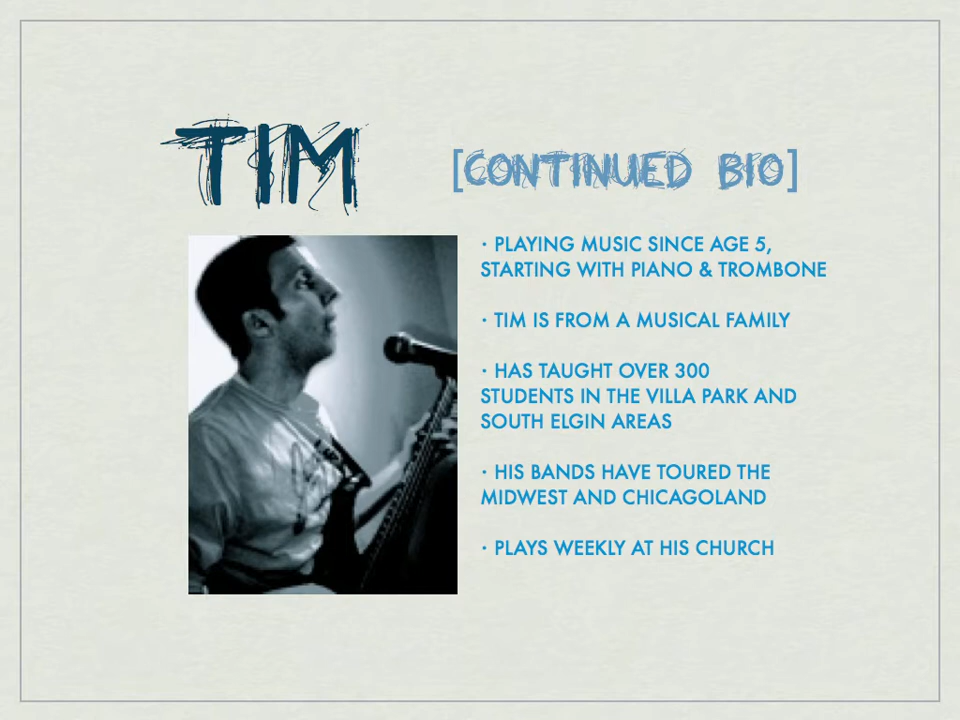 TIM
[CONTINUED BIO]
· PLAYING MUSIC SINCE AGE 5,
STARTING WITH PIANO & TROMBONE
· TIM IS FROM A MUSICAL FAMILY
· HAS TAUGHT OVER 300
STUDENTS IN THE VILLA PARK AND
SOUTH ELGIN AREAS
· HIS BANDS HAVE TOURED THE
MIDWEST AND CHICAGOLAND
· PLAYS WEEKLY AT HIS CHURCH